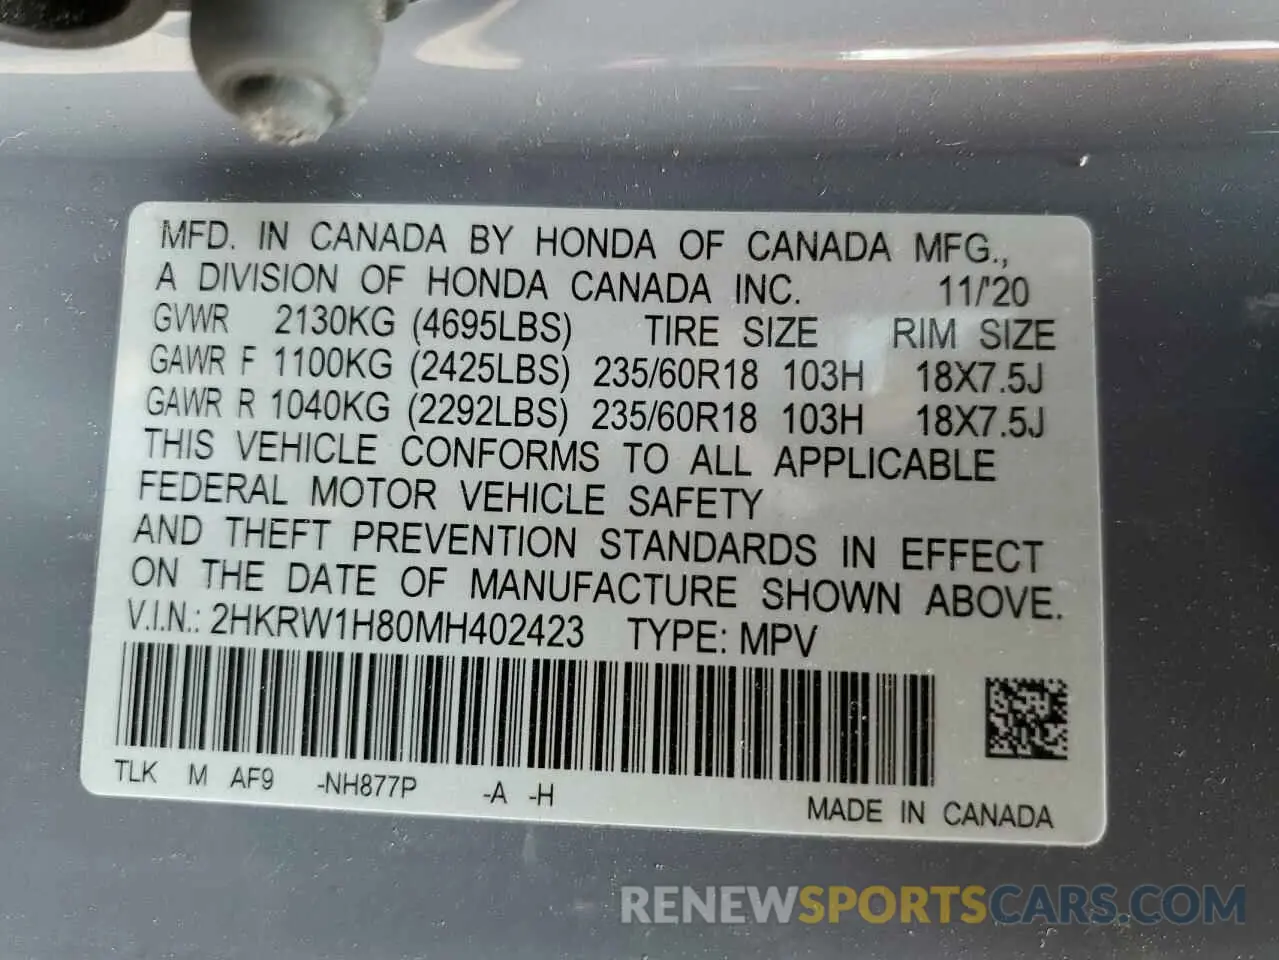 MFD. IN CANADA BY HONDA OF CANADA MFG.,
A DIVISION OF HONDA CANADA INC. 11/'20
GVWR 2130KG (4695LBS) TIRE SIZE RIM SIZE
GAWR F 1100KG (2425LBS) 235/60R18 103H 18X7.5J
GAWR R 1040KG (2292LBS) 235/60R18 103H 18X7.5J
THIS VEHICLE CONFORMS TO ALL APPLICABLE
FEDERAL MOTOR VEHICLE SAFETY
AND THEFT PREVENTION STANDARDS IN EFFECT
ON THE DATE OF MANUFACTURE SHOWN ABOVE.
V.I.N.: 2HKRW1H80MH402423 TYPE: MPV
TLK M AF9 -NH877P -A -H
MADE IN CANADA
RENEWSPORTSCARS.COM